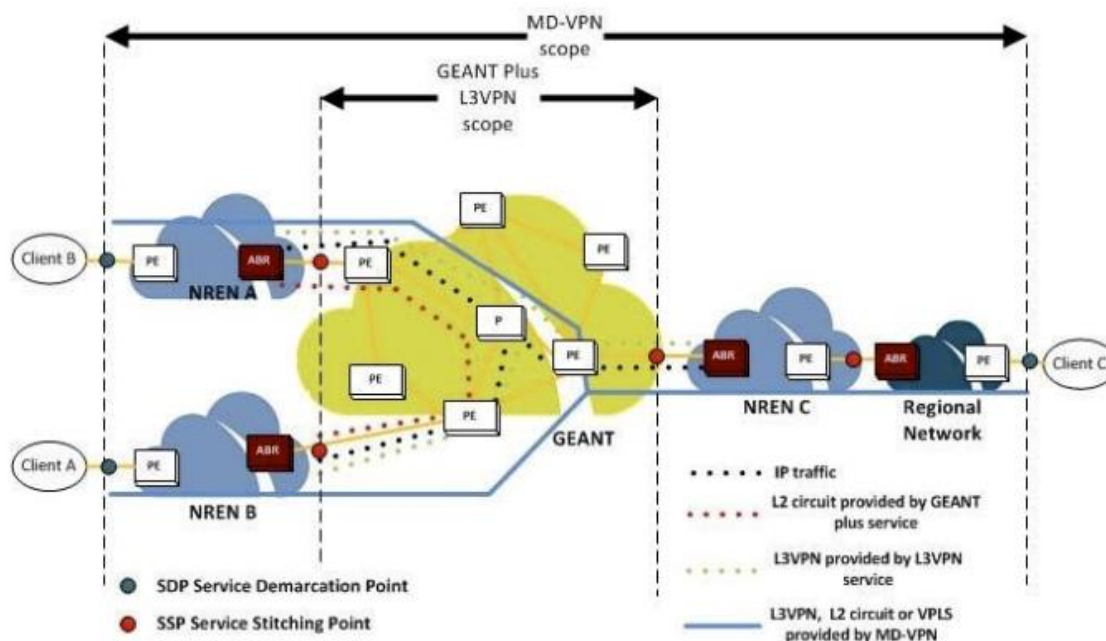 MD-VPN
scope
GEANT Plus
L3VPN
scope
PE
PE
Client B
PE
ABR
PE
NREN A
P
PE
ABR
PE
ABR
PE
Client C
PE
NREN C
Regional
Network
GEANT
PE
Client A
PE
ABR
NREN B
IP traffic
L2 circuit provided by GEANT
plus service
L3VPN provided by L3VPN
service
L3VPN, L2 circuit or VPLS
provided by MD-VPN
SDP Service Demarcation Point
SSP Service Stitching Point